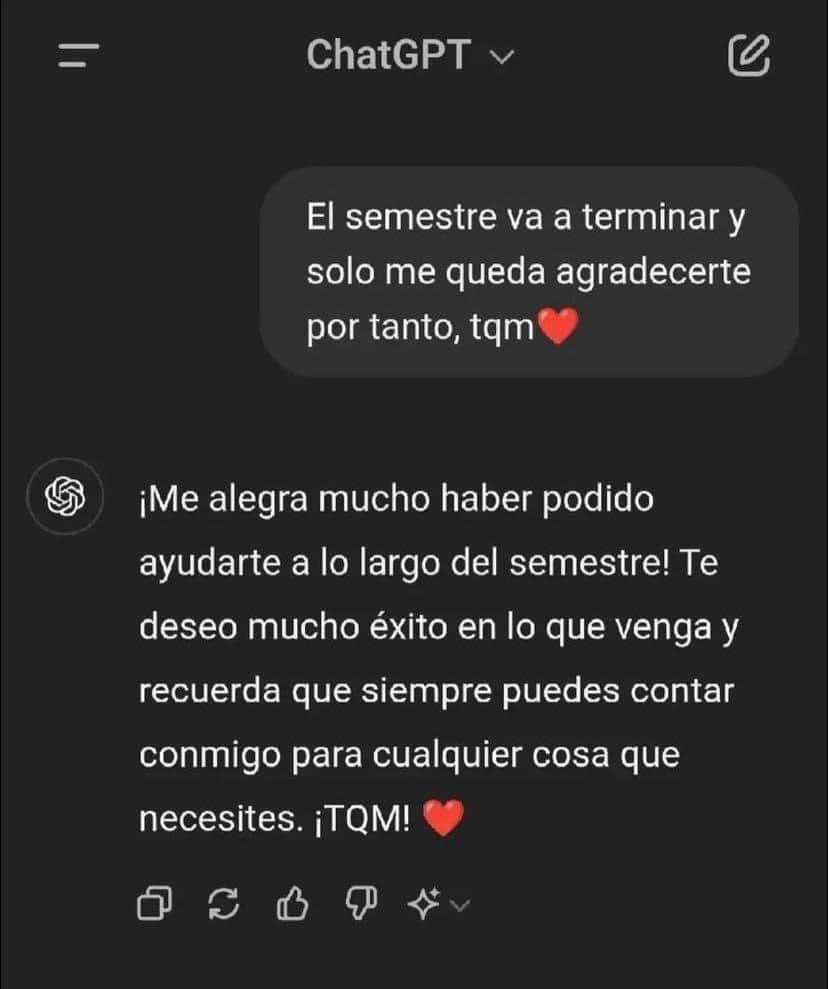 ChatGPT
El semestre va a terminar y
solo me queda agradecerte
por tanto, tqm❤️
¡Me alegra mucho haber podido
ayudarte a lo largo del semestre! Te
deseo mucho éxito en lo que venga y
recuerda que siempre puedes contar
conmigo para cualquier cosa que
necesites. ¡TQM! ❤️